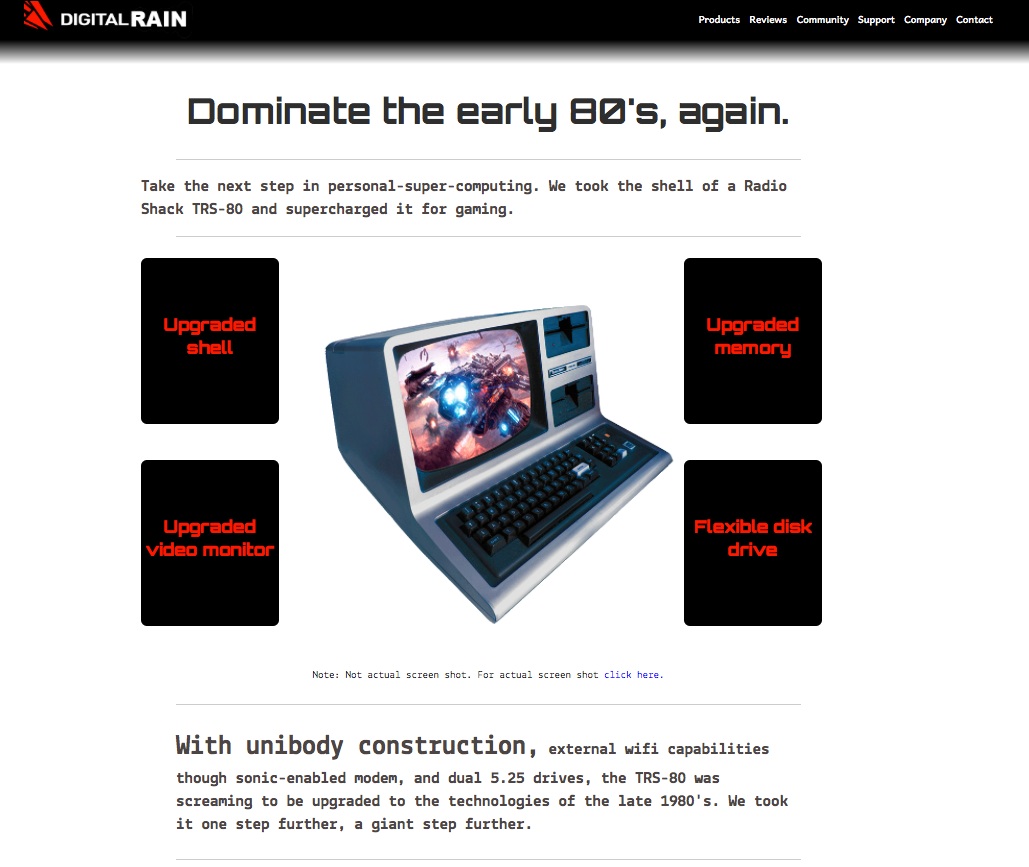 DIGITAL RAIN
Products Reviews Community Support Company Contact
Dominate the early 80's, again.
Take the next step in personal-super-computing. We took the shell of a Radio
Shack TRS-80 and supercharged it for gaming.
Upgraded
shell
Upgraded
memory
Upgraded
video monitor
Flexible disk
drive
Note: Not actual screen shot. For actual screen shot click here.
With unibody construction, external wifi capabilities
though sonic-enabled modem, and dual 5.25 drives, the TRS-80 was
screaming to be upgraded to the technologies of the late 1980's. We took
it one step further, a giant step further.